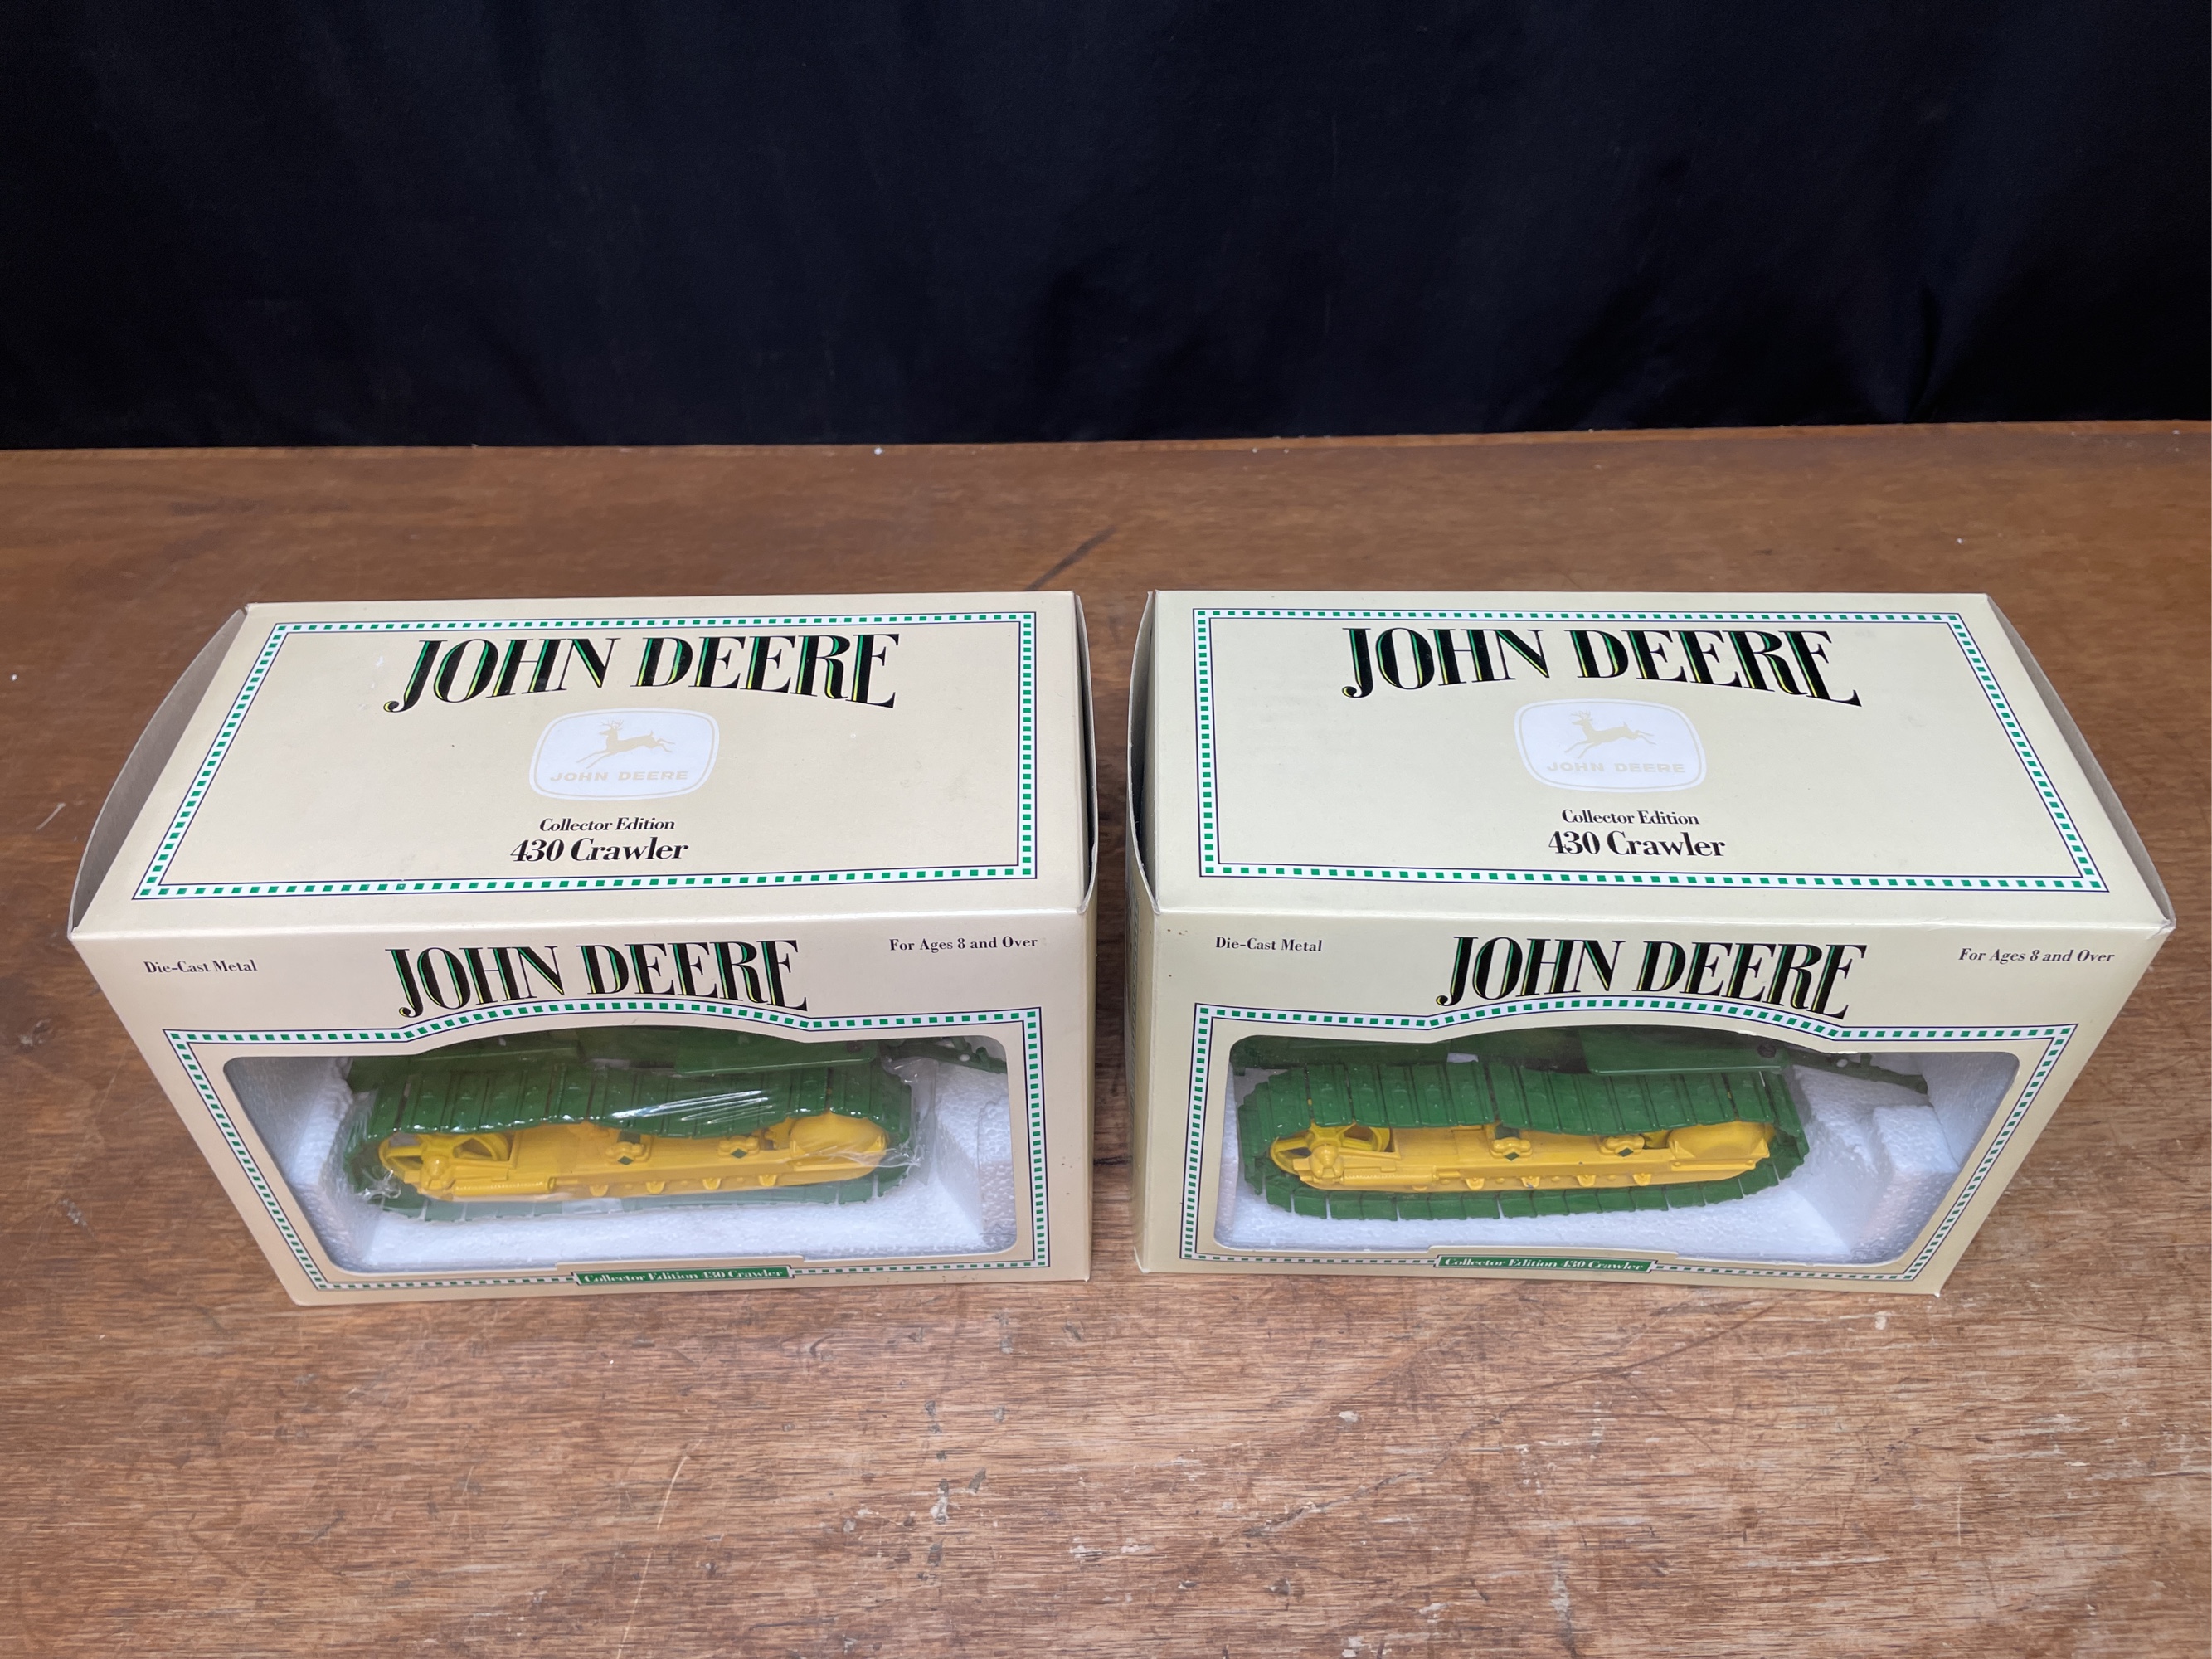 JOHN DEERE
JOHN DEERE
Collector Edition
430 Crawler
Die-Cast Metal
JOHN DEERE
For Ages 8 and Over
Collector Edition 430 Crawler
JOHN DEERE
JOHN DEERE
Collector Edition
430 Crawler
Die-Cast Metal
JOHN DEERE
For Ages 8 and Over
Collector Edition 430 Crawler